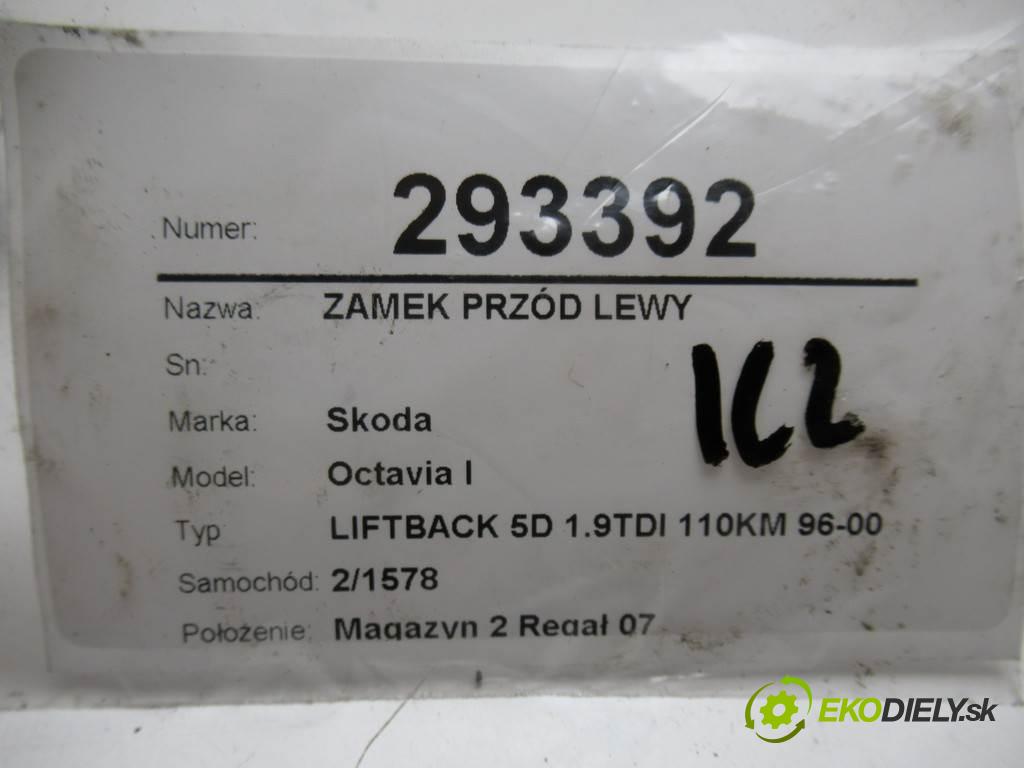 Numer: 293392
Nazwa: ZAMEK PRZÓD LEWY
Sn:
Marka: Skoda
Model: Octavia I
Typ LIFTBACK 5D 1.9TDI 110KM 96-00
Samochód: 2/1578
Położenie: Magazyn 2 Regał 07
162
EKODIELY.sk